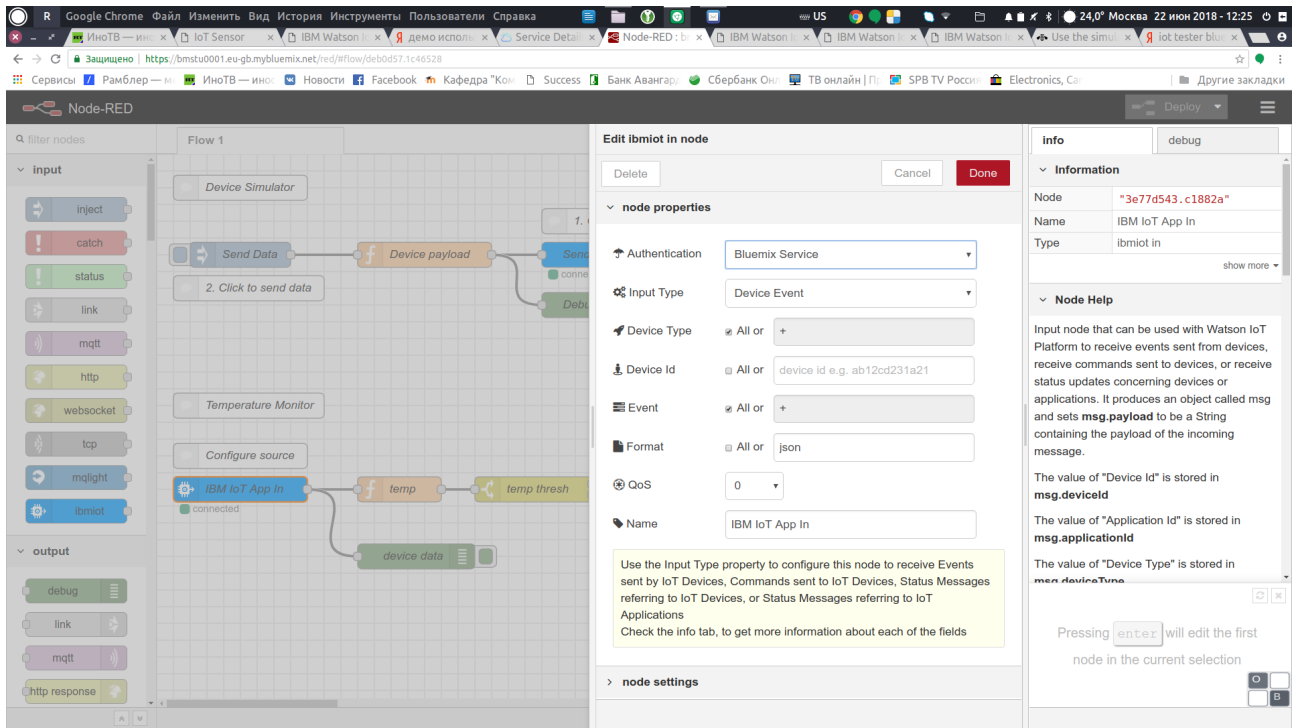 R Google Chrome Файл Изменить Вид История Инструменты Пользователи Справка US 24,0° Москва 22 июн 2018 - 12:25
ИноТВ — ин IoT Sensor IBM Watson демо исполь Service Detail Node-RED : b IBM Watson IBM Watson IBM Watson Use the simul iot tester blue
Защищено https://bmstu0001.eu-gb.mybluemix.net/red/#flow/deb0d57.1c46528
Сервисы Рамблер — м ИноТВ — инос Новости Facebook Кафедра "Ком Success Банк Авангард Сбербанк Онл ТВ онлайн | Пр SPB TV Россия Electronics, Ca Другие закладки
Node-RED Deploy
filter nodes
Flow 1
Edit ibmiot in node
info debug
Delete Cancel Done
input
inject
catch
status
link
mqtt
http
websocket
tcp
mqlight
ibmiot
output
debug
link
mqtt
http response
Device Simulator
1.
Send Data Device payload Send
conne
2. Click to send data
Debu
Temperature Monitor
Configure source
IBM IoT App In temp temp thresh
connected
device data
node properties
Authentication Bluemix Service
Input Type Device Event
Device Type All or +
Device Id All or device id e.g. ab12cd231a21
Event All or +
Format All or json
QoS 0
Name IBM IoT App In
Use the Input Type property to configure this node to receive Events
sent by IoT Devices, Commands sent to IoT Devices, Status Messages
referring to IoT Devices, or Status Messages referring to IoT
Applications
Check the info tab, to get more information about each of the fields
node settings
Information
Node "3e77d543.c1882a"
Name IBM IoT App In
Type ibmiot in
show more
Node Help
Input node that can be used with Watson IoT
Platform to receive events sent from devices,
receive commands sent to devices, or receive
status updates concerning devices or
applications. It produces an object called msg
and sets msg.payload to be a String
containing the payload of the incoming
message.
The value of "Device Id" is stored in
msg.deviceId
The value of "Application Id" is stored in
msg.applicationId
The value of "Device Type" is stored in
msg.deviceType
Pressing enter will edit the first
node in the current selection
O
B